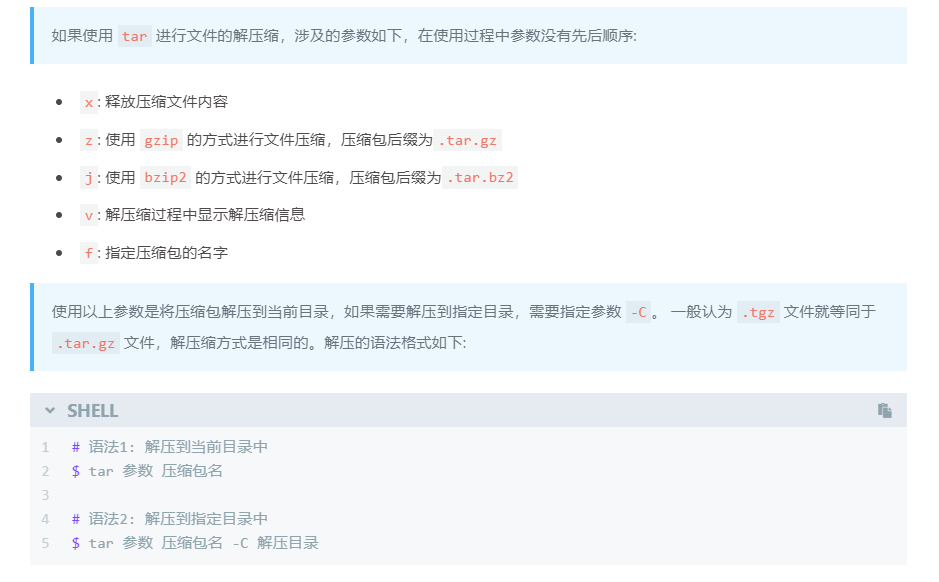 如果使用 tar 进行文件的解压缩，涉及的参数如下，在使用过程中参数没有先后顺序:
x: 释放压缩文件内容
z: 使用 gzip 的方式进行文件压缩，压缩包后缀为.tar.gz
j: 使用 bzip2 的方式进行文件压缩，压缩包后缀为.tar.bz2
v: 解压缩过程中显示解压缩信息
f: 指定压缩包的名字
使用以上参数是将压缩包解压到当前目录，如果需要解压到指定目录，需要指定参数 -C。 一般认为 .tgz 文件就等同于
.tar.gz 文件，解压缩方式是相同的。解压的语法格式如下:
SHELL
1 # 语法1: 解压到当前目录中
2 $ tar 参数 压缩包名
3
4 # 语法2: 解压到指定目录中
5 $ tar 参数 压缩包名 -C 解压目录